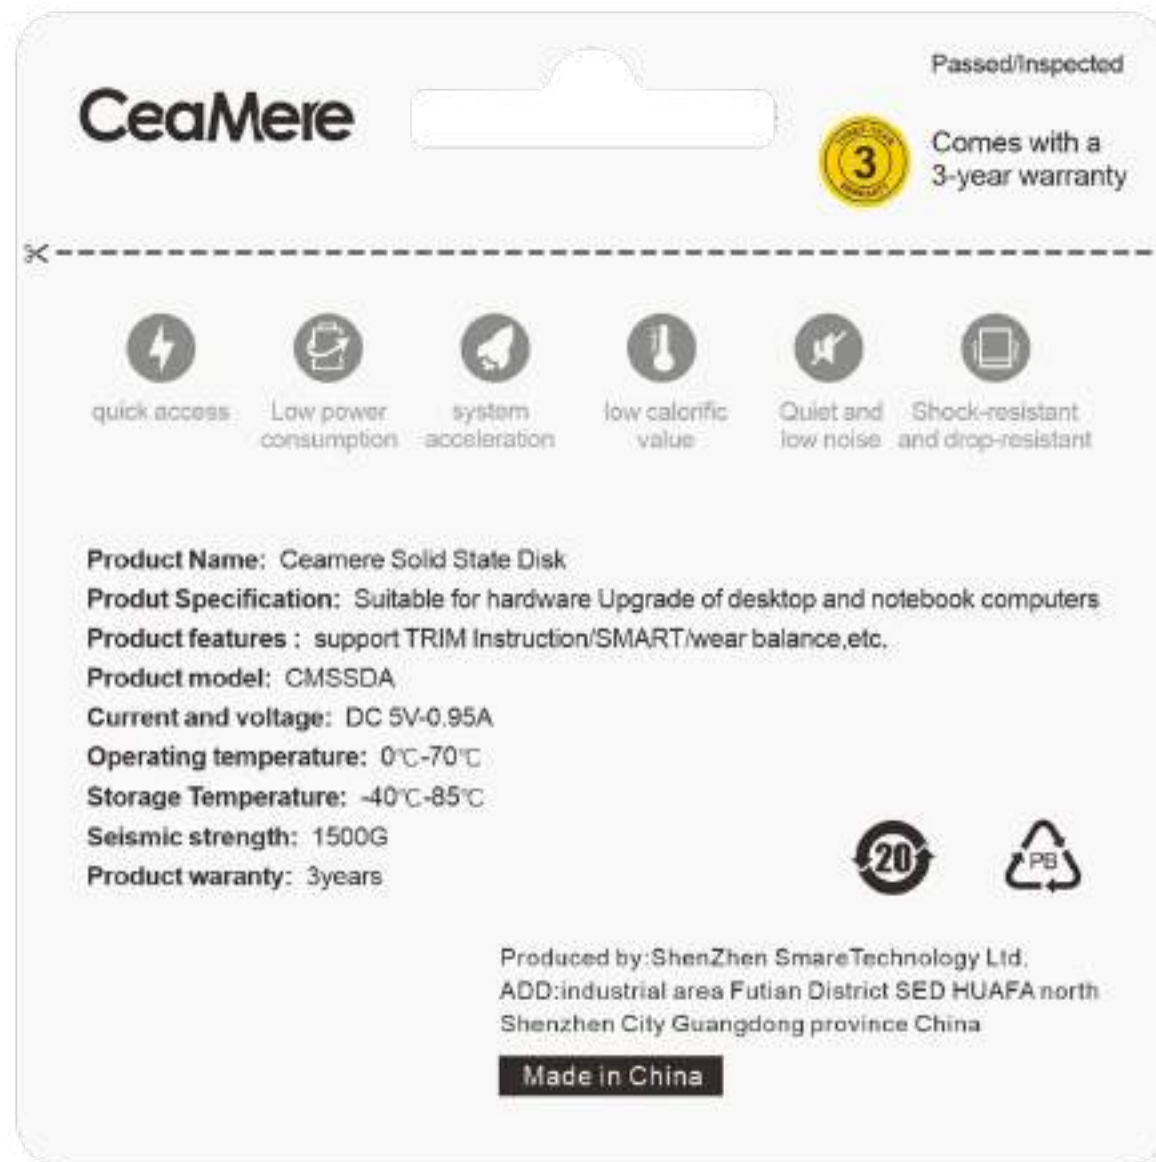 CeaMere
Passed/Inspected
3
Comes with a
3-year warranty
quick access
Low power
consumption
system
acceleration
low calorific
value
Quiet and
low noise
Shock-resistant
and drop-resistant
Product Name: Ceamere Solid State Disk
Produt Specification: Suitable for hardware Upgrade of desktop and notebook computers
Product features : support TRIM Instruction/SMART/wear balance,etc.
Product model: CMSSDA
Current and voltage: DC 5V-0.95A
Operating temperature: 0℃-70℃
Storage Temperature: -40℃-85℃
Seismic strength: 1500G
Product waranty: 3years
20
PB
Produced by:ShenZhen SmareTechnology Ltd.
ADD:industrial area Futian District SED HUAFA north
Shenzhen City Guangdong province China
Made in China